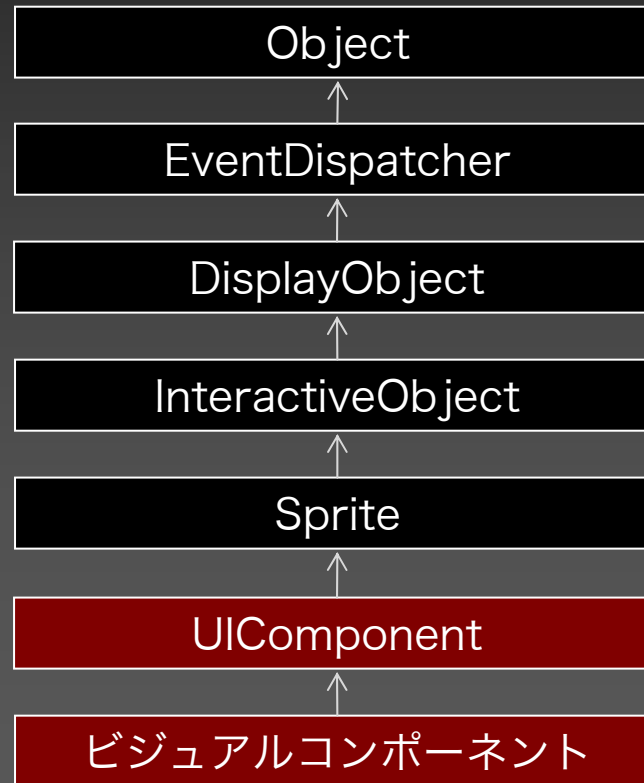 Object
EventDispatcher
DisplayObject
InteractiveObject
Sprite
UIComponent
ビジュアルコンポーネント